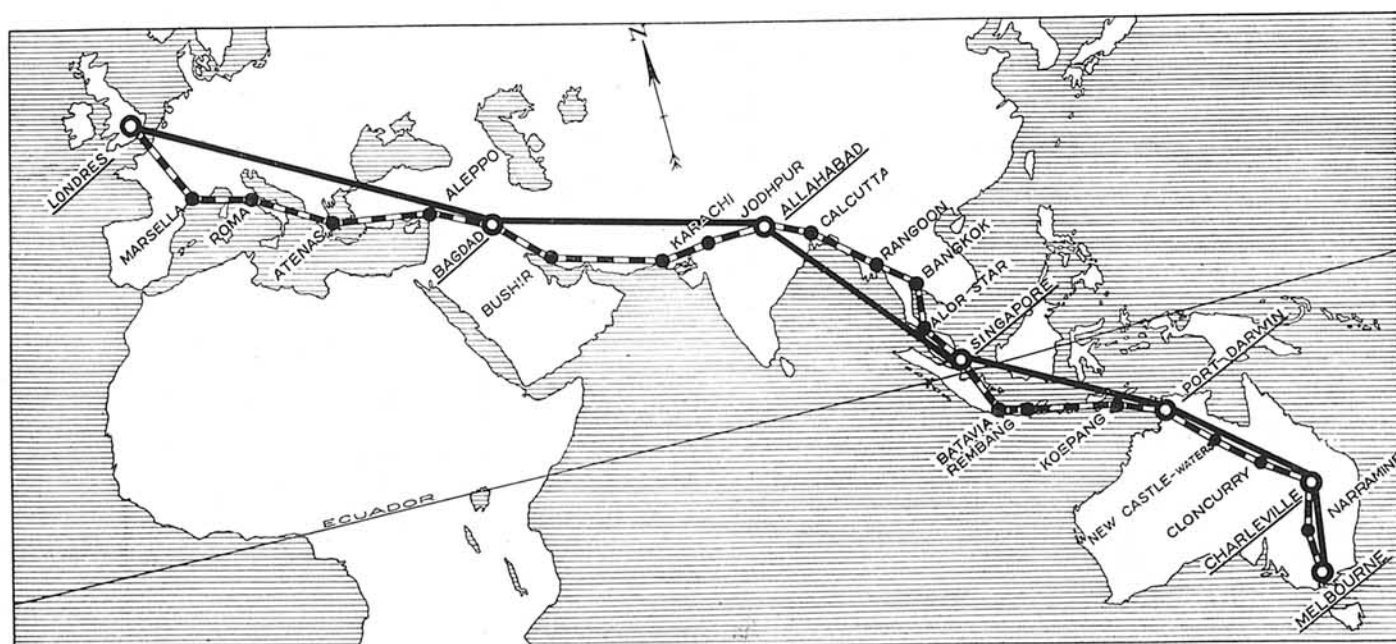 N
LONDRES
MARSELLA
ROMA
ATENAS
ALEPPO
BAGDAD
BUSHIR
KARACHI
JODHPUR
ALLAHABAD
CALCUTTA
RANGOON
BANGKOK
ALOR STAR
SINGAPORE
BATAVIA
REMBANG
KOEPANG
PORT-DARWIN
NEW CASTLE-WATERS
CLONCURRY
CHARLEVILLE
NARRAMINE
MELBOURNE
ECUADOR